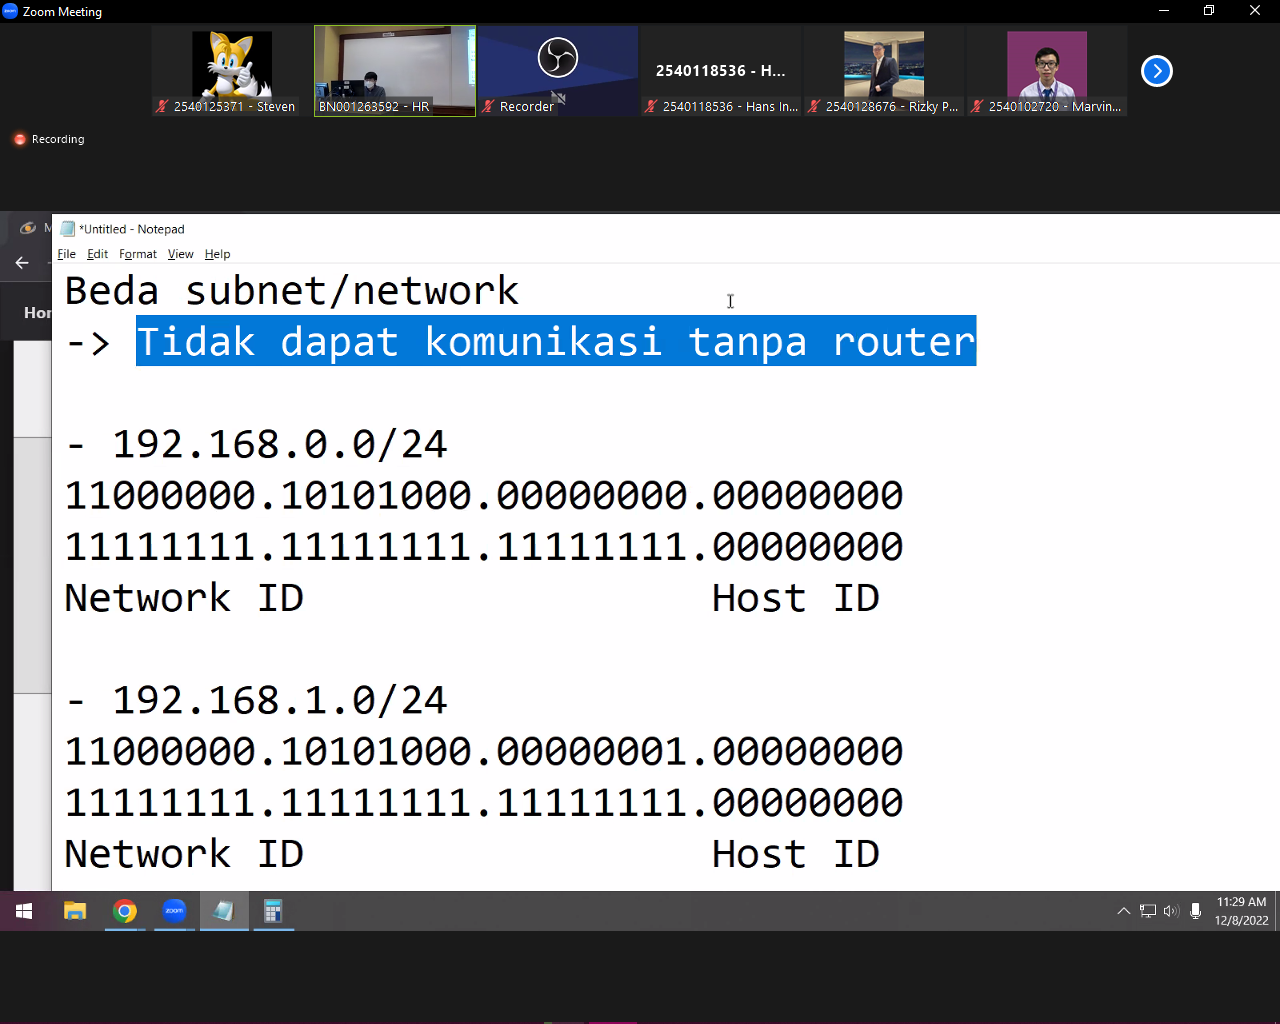 Zoom Meeting
2540118536 - H...
2540125371 - Steven
BN001263592 - HR
Recorder
2540118536 - Hans In...
2540128676 - Rizky P...
2540102720 - Marvin...
Recording
*Untitled - Notepad
File Edit Format View Help
Beda subnet/network
-> Tidak dapat komunikasi tanpa router
- 192.168.0.0/24
11000000.10101000.00000000.00000000
11111111.11111111.11111111.00000000
Network ID Host ID
- 192.168.1.0/24
11000000.10101000.00000001.00000000
11111111.11111111.11111111.00000000
Network ID Host ID
zoom
11:29 AM
12/8/2022